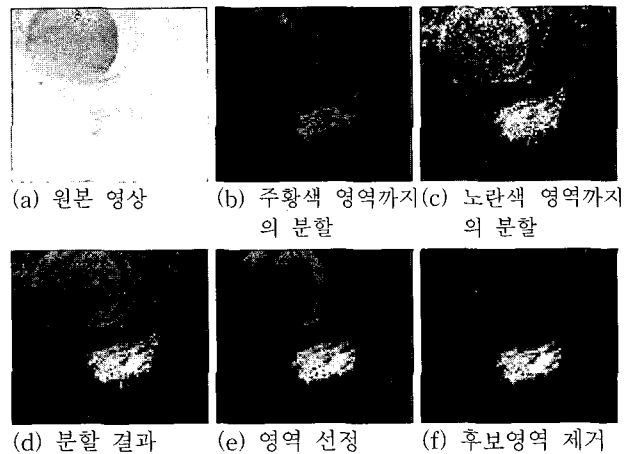 (a) 원본 영상
(b) 주황색 영역까지
의 분할
(c) 노란색 영역까지
의 분할
(d) 분할 결과
(e) 영역 선정
(f) 후보영역 제거